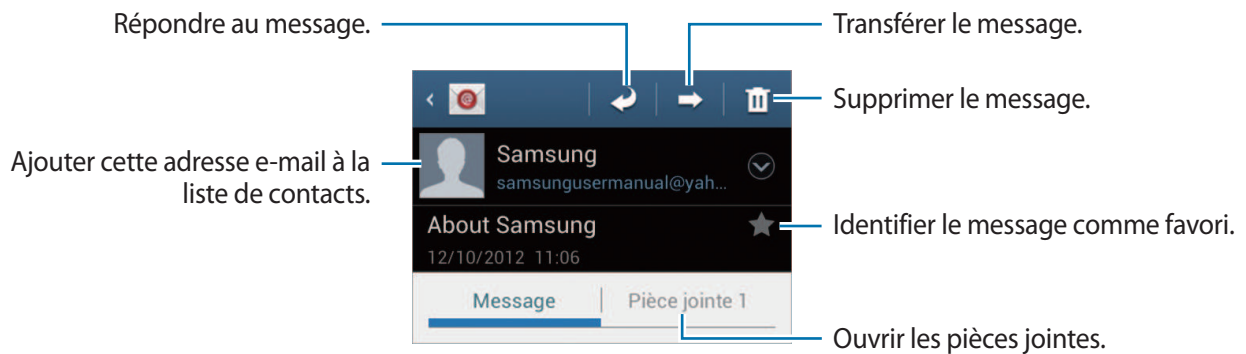 Répondre au message.
Transférer le message.
Supprimer le message.
Ajouter cette adresse e-mail à la
liste de contacts.
Samsung
samsungusermanual@yah...
About Samsung
Identifier le message comme favori.
12/10/2012 11:06
Message
Pièce jointe 1
Ouvrir les pièces jointes.